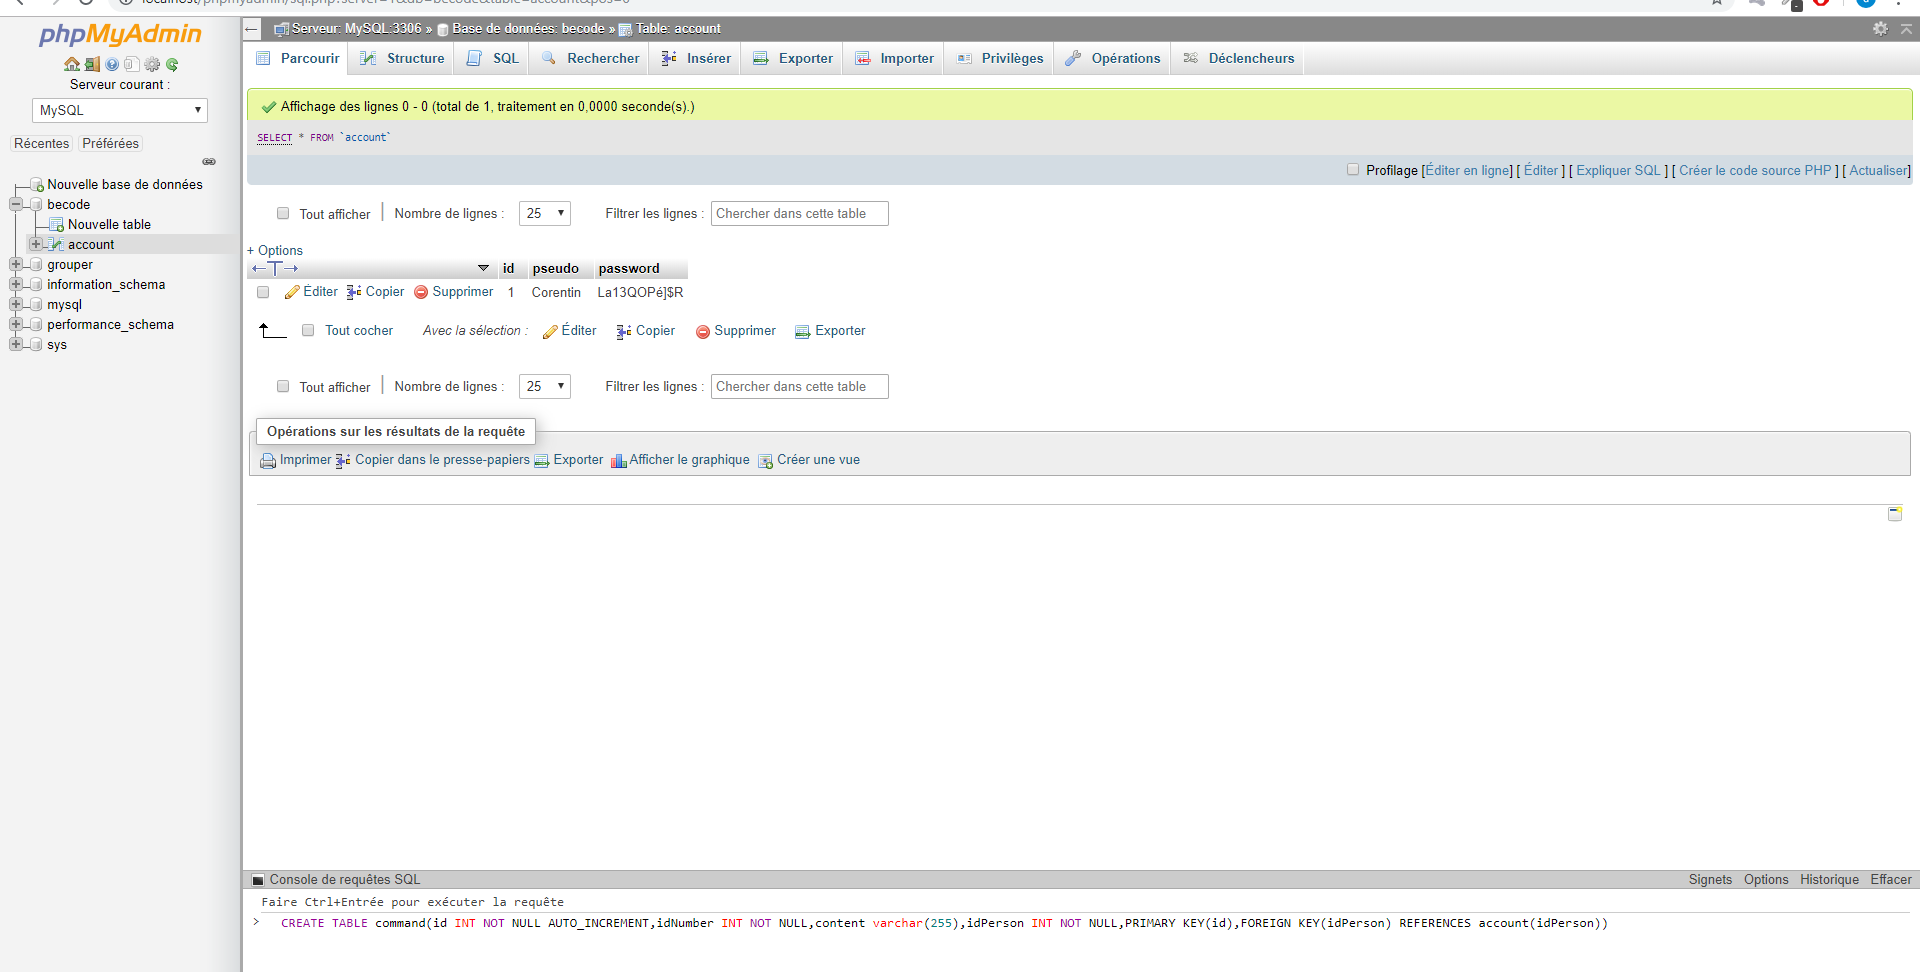 localhost/phpmyadmin/sql.php?server=1&db=becode&table=account&pos=0
phpMyAdmin
Serveur courant :
MySQL
Récentes Préférées
Nouvelle base de données
becode
Nouvelle table
account
grouper
information_schema
mysql
performance_schema
sys
Serveur: MySQL:3306 » Base de données: becode » Table: account
Parcourir Structure SQL Rechercher Insérer Exporter Importer Privilèges Opérations Déclencheurs
Affichage des lignes 0 - 0 (total de 1, traitement en 0,0000 seconde(s).)
SELECT * FROM `account`
Profilage [Éditer en ligne] [ Éditer ] [ Expliquer SQL ] [ Créer le code source PHP ] [ Actualiser]
Tout afficher Nombre de lignes : 25 Filtrer les lignes : Chercher dans cette table
+ Options
←T→ id pseudo password
Éditer Copier Supprimer 1 Corentin La13QOPé]$R
Tout cocher Avec la sélection : Éditer Copier Supprimer Exporter
Tout afficher Nombre de lignes : 25 Filtrer les lignes : Chercher dans cette table
Opérations sur les résultats de la requête
Imprimer Copier dans le presse-papiers Exporter Afficher le graphique Créer une vue
Console de requêtes SQL Signets Options Historique Effacer
Faire Ctrl+Entrée pour exécuter la requête
> CREATE TABLE command(id INT NOT NULL AUTO_INCREMENT,idNumber INT NOT NULL,content varchar(255),idPerson INT NOT NULL,PRIMARY KEY(id),FOREIGN KEY(idPerson) REFERENCES account(idPerson))